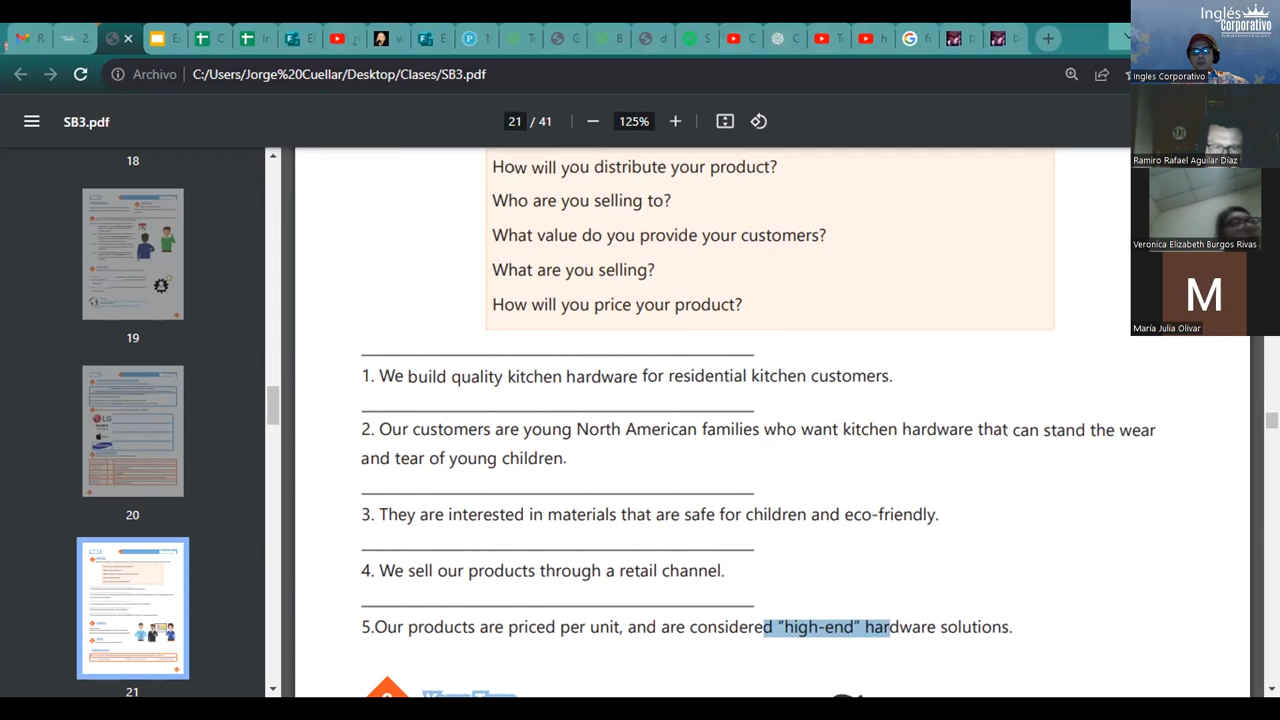 Archivo
C:/Users/Jorge%20Cuellar/Desktop/Clases/SB3.pdf
SB3.pdf
21 / 41
125%
18
19
20
21
How will you distribute your product?
Who are you selling to?
What value do you provide your customers?
What are you selling?
How will you price your product?
1. We build quality kitchen hardware for residential kitchen customers.
2. Our customers are young North American families who want kitchen hardware that can stand the wear
and tear of young children.
3. They are interested in materials that are safe for children and eco-friendly.
4. We sell our products through a retail channel.
5.Our products are priced per unit, and are considered “high-end” hardware solutions.
Inglés
Corporativo
Ingles Corporativo
Ramiro Rafael Aguilar Díaz
Veronica Elizabeth Burgos Rivas
M
María Julia Olivar